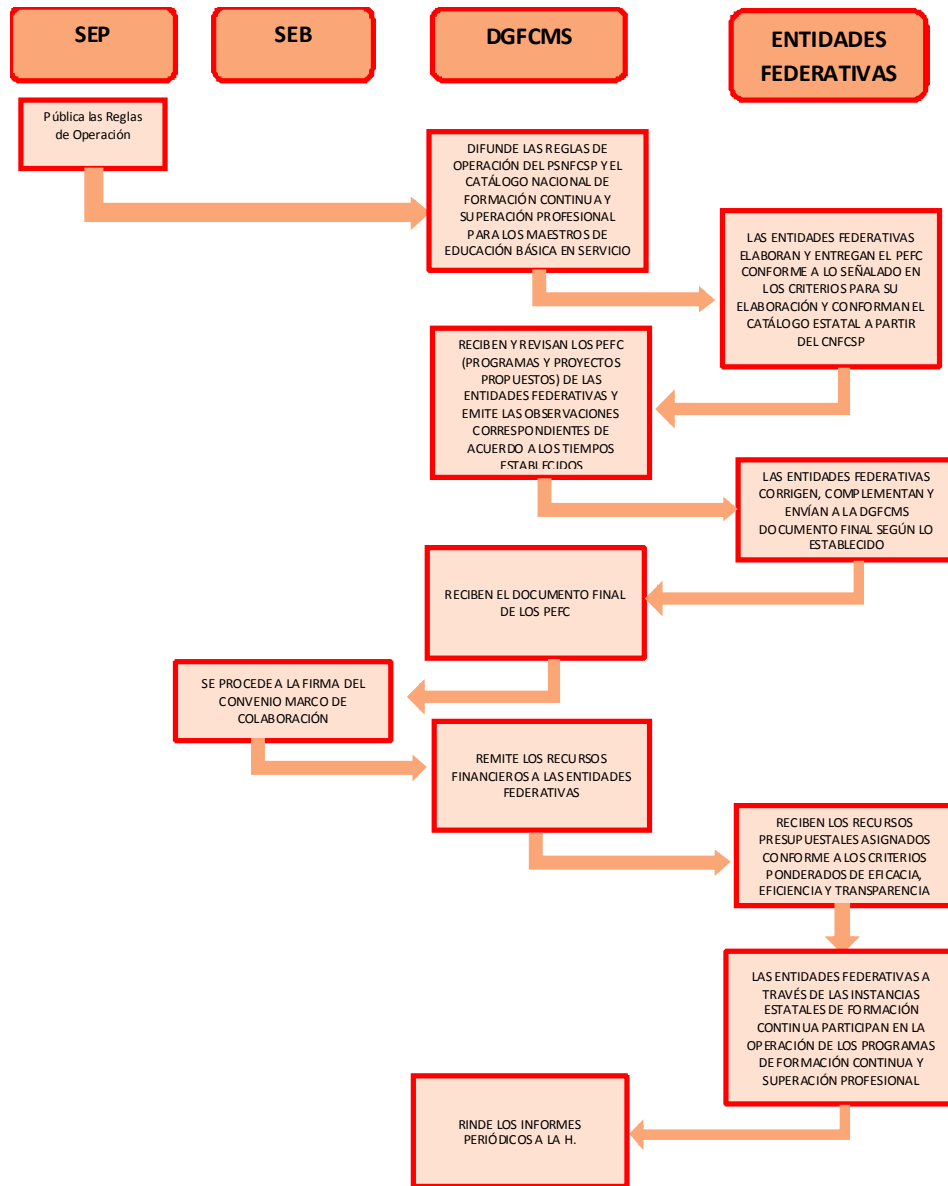 SEP
SEB
DGFCMS
ENTIDADES
FEDERATIVAS
Pública las Reglas
de Operación
DIFUNDE LAS REGLAS DE
OPERACIÓN DEL PSNFCSP Y EL
CATÁLOGO NACIONAL DE
FORMACIÓN CONTINUA Y
SUPERACIÓN PROFESIONAL
PARA LOS MAESTROS DE
EDUCACIÓN BÁSICA EN SERVICIO
LAS ENTIDADES FEDERATIVAS
ELABORAN Y ENTREGAN EL PEFC
CONFORME A LO SEÑALADO EN
LOS CRITERIOS PARA SU
ELABORACIÓN Y CONFORMAN EL
CATÁLOGO ESTATAL A PARTIR
DEL CNFCSP
RECIBEN Y REVISAN LOS PEFC
(PROGRAMAS Y PROYECTOS
PROPUESTOS) DE LAS
ENTIDADES FEDERATIVAS Y
EMITE LAS OBSERVACIONES
CORRESPONDIENTES DE
ACUERDO A LOS TIEMPOS
ESTABLECIDOS
LAS ENTIDADES FEDERATIVAS
CORRIGEN, COMPLEMENTAN Y
ENVÍAN A LA DGFCMS
DOCUMENTO FINAL SEGÚN LO
ESTABLECIDO
RECIBEN EL DOCUMENTO FINAL
DE LOS PEFC
SE PROCEDE A LA FIRMA DEL
CONVENIO MARCO DE
COLABORACIÓN
REMITE LOS RECURSOS
FINANCIEROS A LAS ENTIDADES
FEDERATIVAS
RECIBEN LOS RECURSOS
PRESUPUESTALES ASIGNADOS
CONFORME A LOS CRITERIOS
PONDERADOS DE EFICACIA,
EFICIENCIA Y TRANSPARENCIA
LAS ENTIDADES FEDERATIVAS A
TRAVÉS DE LAS INSTANCIAS
ESTATALES DE FORMACIÓN
CONTINUA PARTICIPAN EN LA
OPERACIÓN DE LOS PROGRAMAS
DE FORMACIÓN CONTINUA Y
SUPERACIÓN PROFESIONAL
RINDE LOS INFORMES
PERIÓDICOS A LA H.